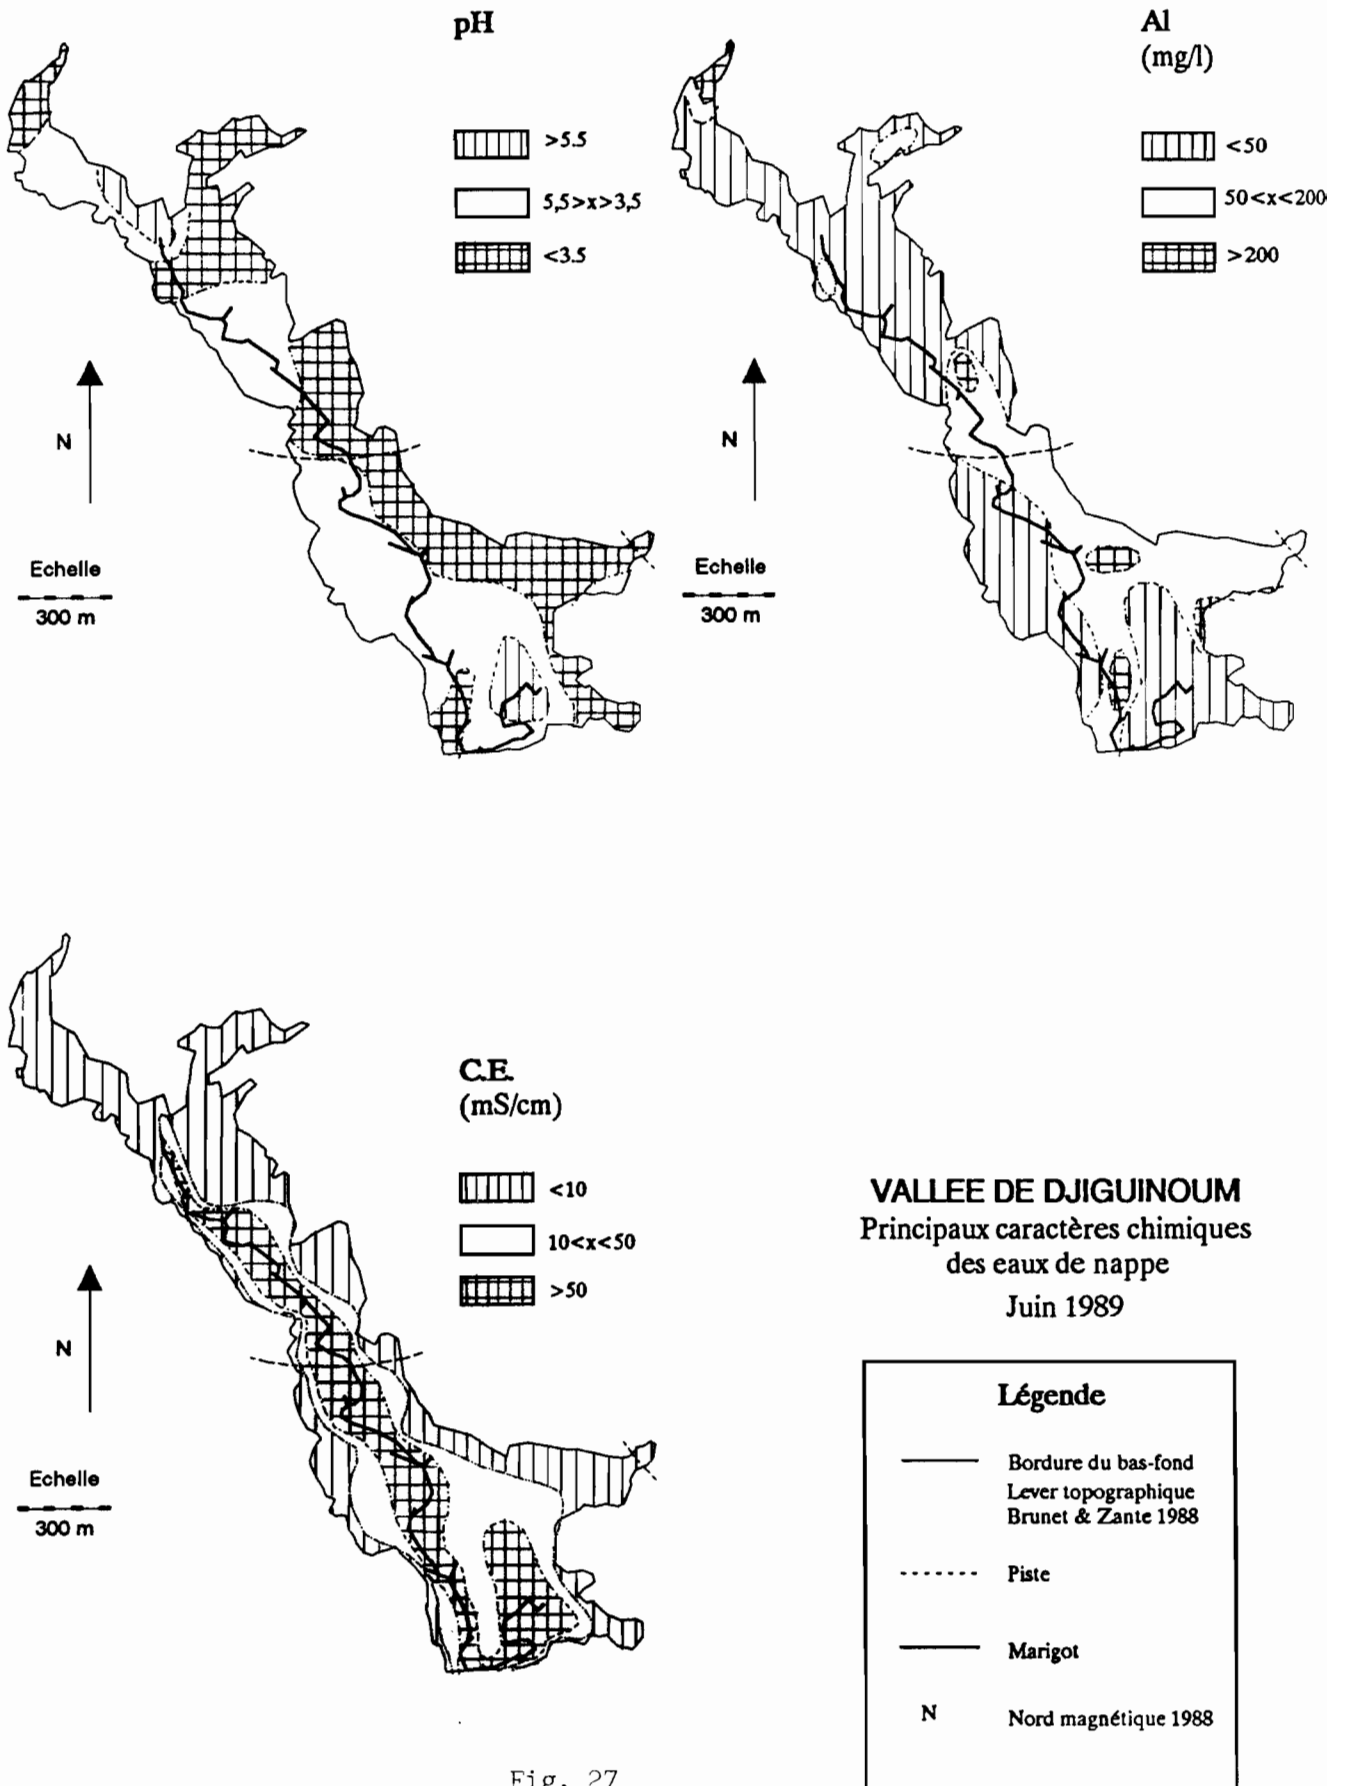 pH
>5.5
5,5>x>3,5
<3.5
N
Echelle
300 m
Al
(mg/l)
<50
50<x<200
>200
N
Echelle
300 m
C.E.
(mS/cm)
<10
10<x<50
>50
N
Echelle
300 m
VALLEE DE DJIGUINOUM
Principaux caractères chimiques
des eaux de nappe
Juin 1989
Légende
Bordure du bas-fond
Lever topographique
Brunet & Zante 1988
Piste
Marigot
N Nord magnétique 1988
Fig. 27